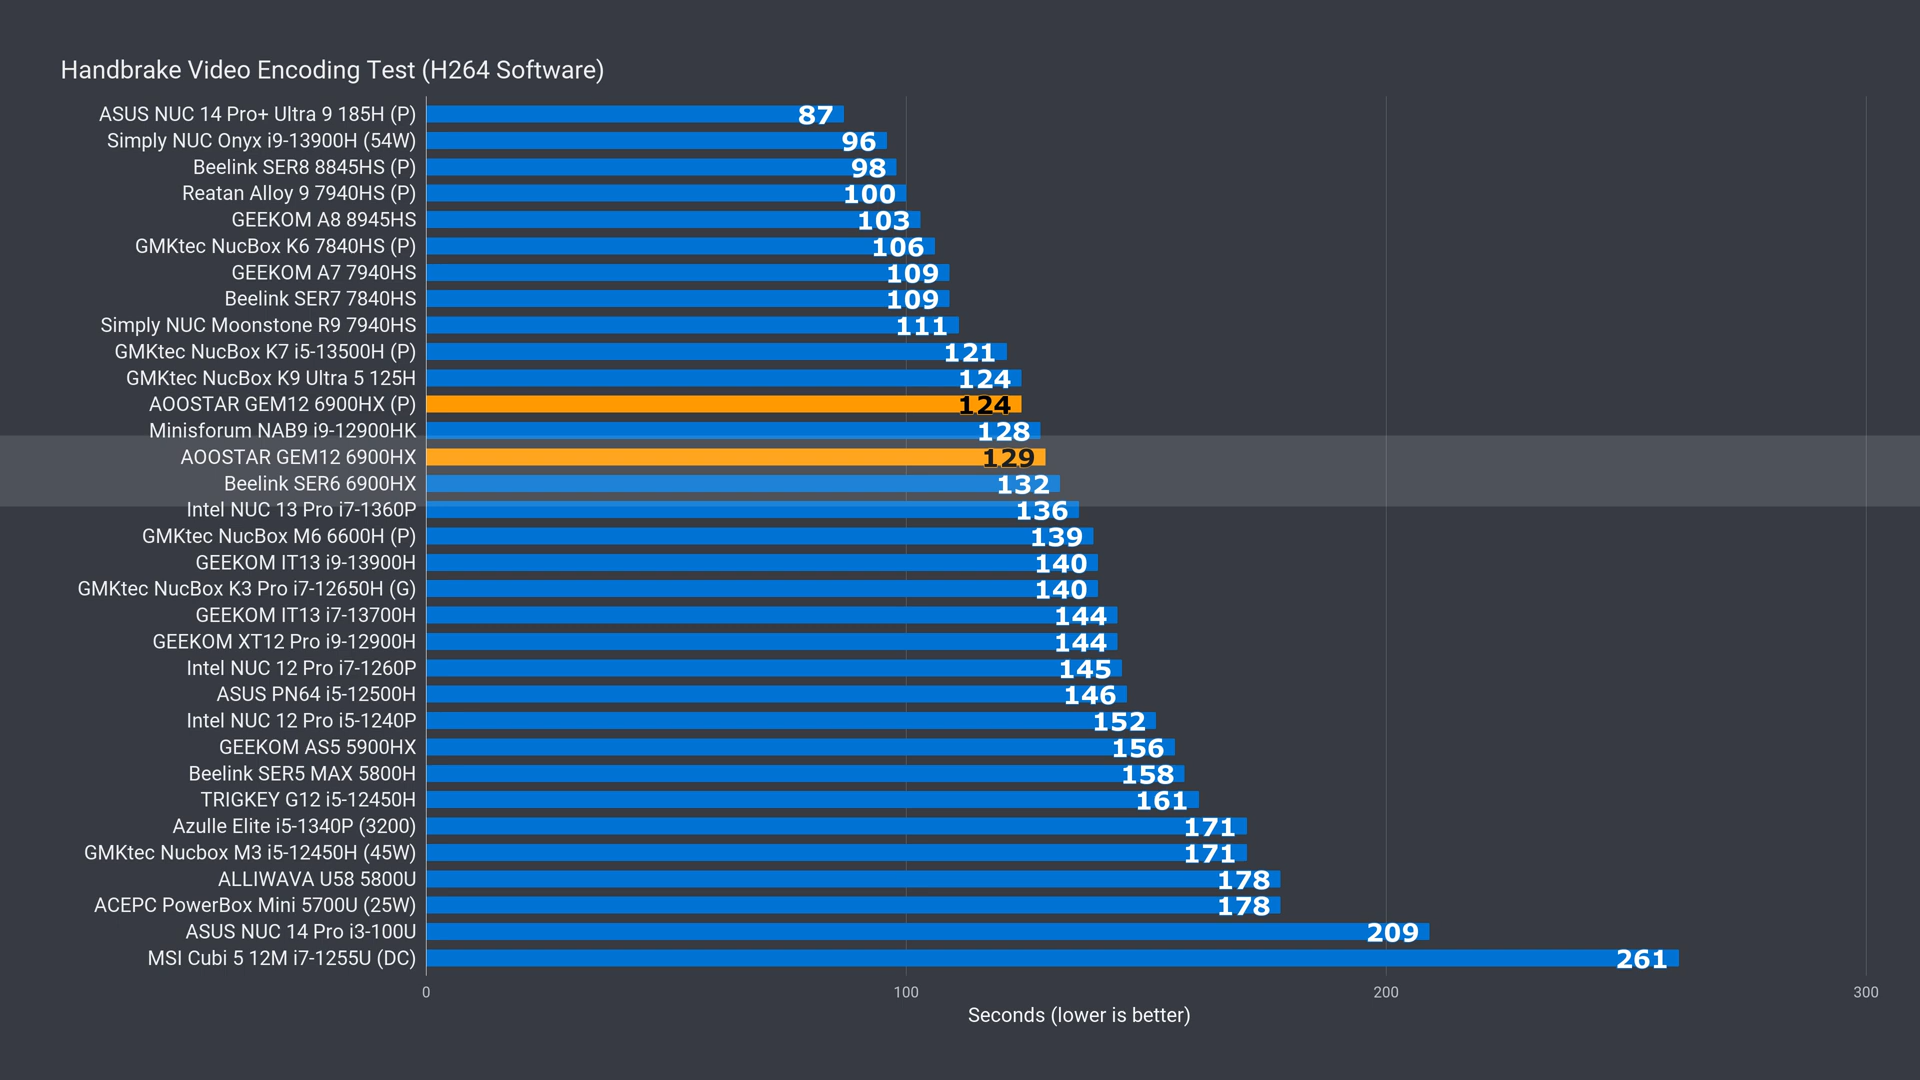 Handbrake Video Encoding Test (H264 Software)
ASUS NUC 14 Pro+ Ultra 9 185H (P) 87
Simply NUC Onyx i9-13900H (54W) 96
Beelink SER8 8845HS (P) 98
Reatan Alloy 9 7940HS (P) 100
GEEKOM A8 8945HS 103
GMKtec NucBox K6 7840HS (P) 106
GEEKOM A7 7940HS 109
Beelink SER7 7840HS 109
Simply NUC Moonstone R9 7940HS 111
GMKtec NucBox K7 i5-13500H (P) 121
GMKtec NucBox K9 Ultra 5 125H 124
AOOSTAR GEM12 6900HX (P) 124
Minisforum NAB9 i9-12900HK 128
AOOSTAR GEM12 6900HX 129
Beelink SER6 6900HX 132
Intel NUC 13 Pro i7-1360P 136
GMKtec NucBox M6 6600H (P) 139
GEEKOM IT13 i9-13900H 140
GMKtec NucBox K3 Pro i7-12650H (G) 140
GEEKOM IT13 i7-13700H 144
GEEKOM XT12 Pro i9-12900H 144
Intel NUC 12 Pro i7-1260P 145
ASUS PN64 i5-12500H 146
Intel NUC 12 Pro i5-1240P 152
GEEKOM AS5 5900HX 156
Beelink SER5 MAX 5800H 158
TRIGKEY G12 i5-12450H 161
Azulle Elite i5-1340P (3200) 171
GMKtec Nucbox M3 i5-12450H (45W) 171
ALLIWAVA U58 5800U 178
ACEPC PowerBox Mini 5700U (25W) 178
ASUS NUC 14 Pro i3-100U 209
MSI Cubi 5 12M i7-1255U (DC) 261
0 100 200 300
Seconds (lower is better)